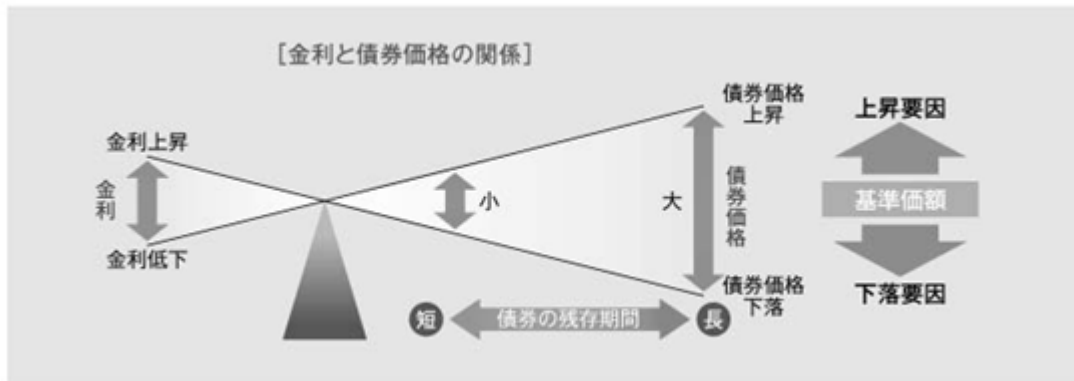 [金利と債券価格の関係]
金利上昇
金利
金利低下
小
大
債券価格
上昇
債券価格
債券価格
下落
短
債券の残存期間
長
上昇要因
基準価額
下落要因